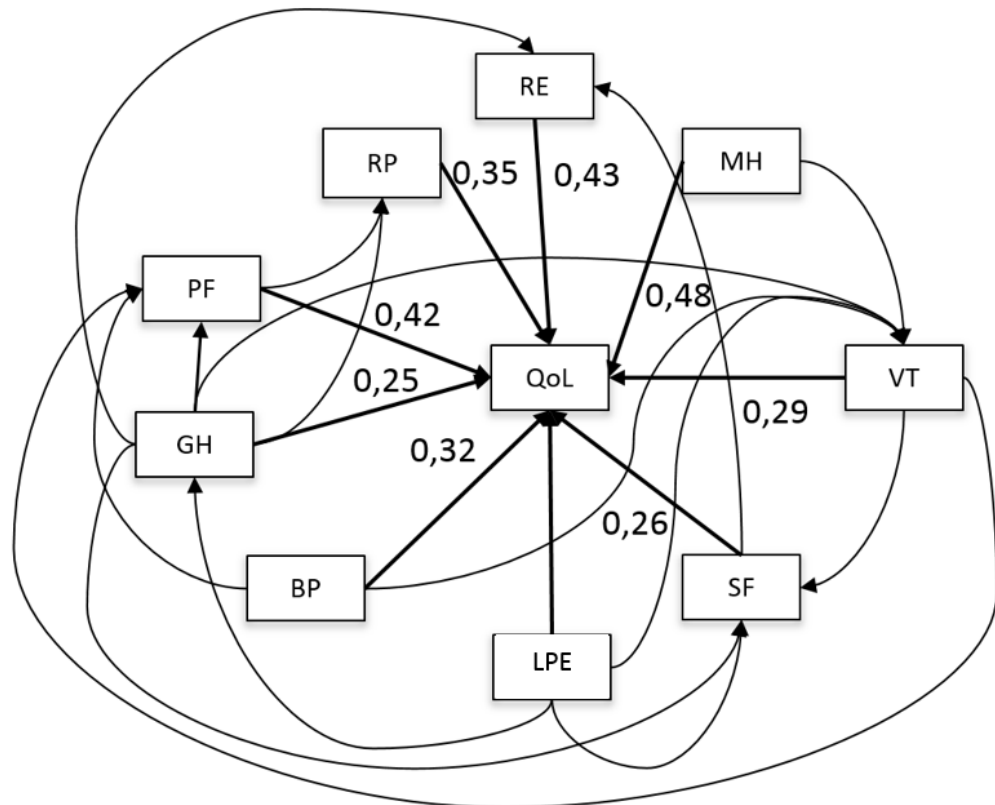 RE
RP
MH
0,35
0,43
PF
0,48
0,42
QoL
VT
0,25
0,29
GH
0,32
0,26
BP
SF
LPE